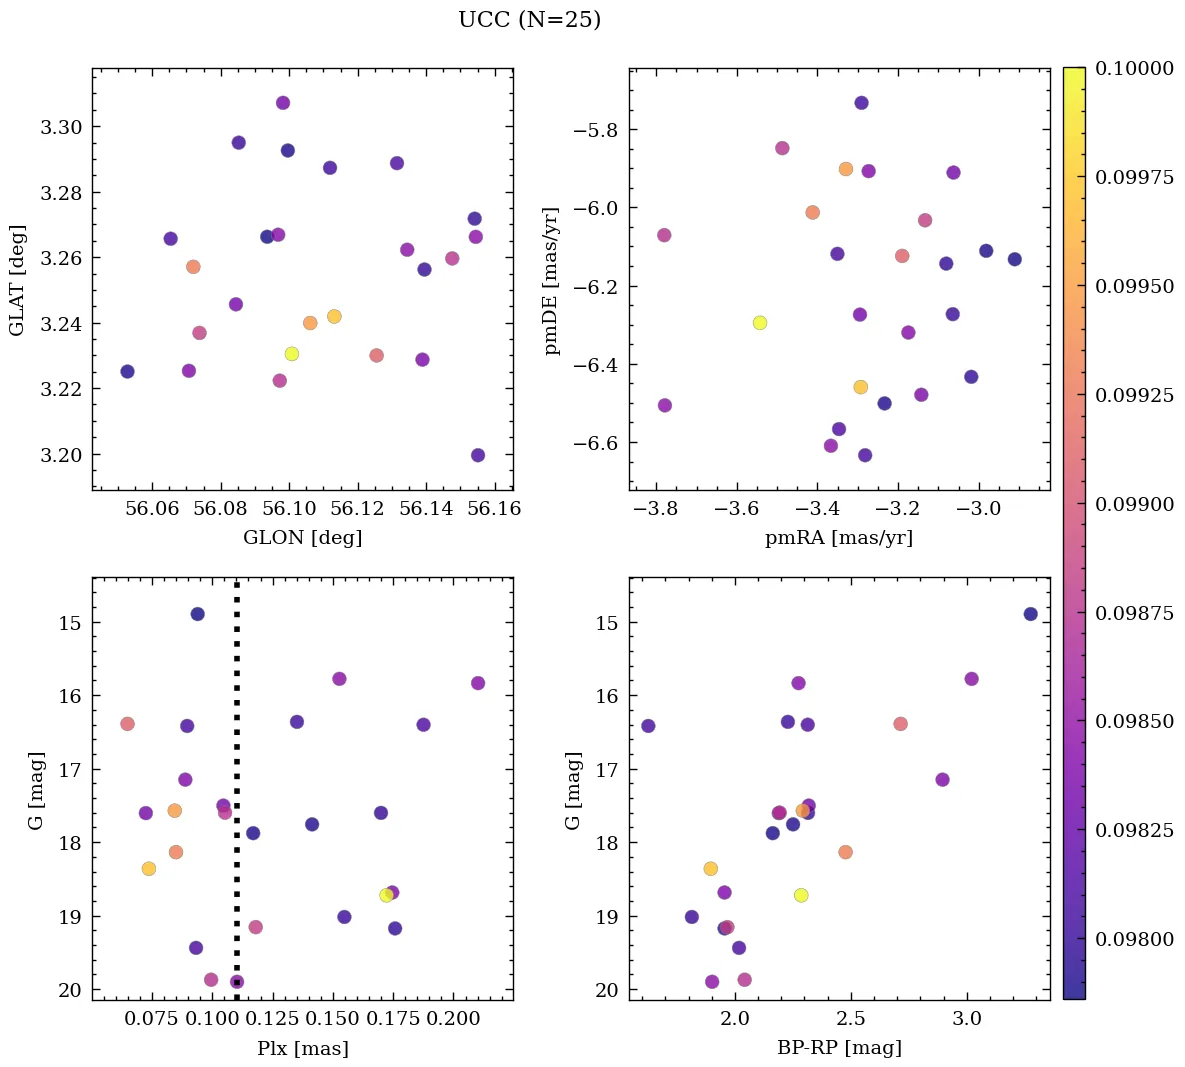 UCC (N=25)
3.30
3.28
3.26
3.24
3.22
3.20
GLAT [deg]
56.06 56.08 56.10 56.12 56.14 56.16
GLON [deg]
−5.8
−6.0
−6.2
−6.4
−6.6
pmDE [mas/yr]
−3.8 −3.6 −3.4 −3.2 −3.0
pmRA [mas/yr]
15
16
17
18
19
20
G [mag]
0.075 0.100 0.125 0.150 0.175 0.200
Plx [mas]
15
16
17
18
19
20
G [mag]
2.0 2.5 3.0
BP-RP [mag]
0.10000
0.09975
0.09950
0.09925
0.09900
0.09875
0.09850
0.09825
0.09800